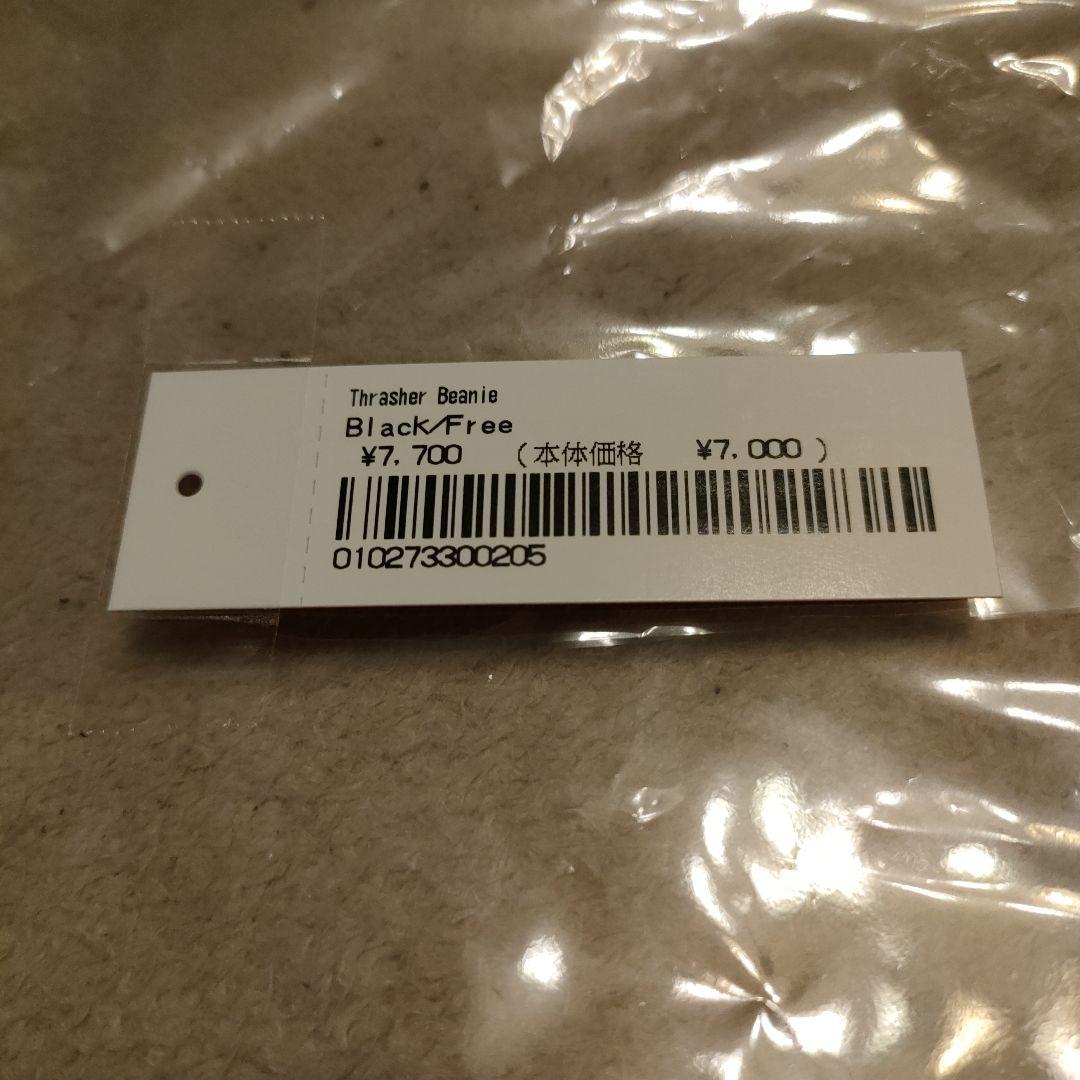 Thrasher Beanie
Black/Free
¥7,700 (本体価格 ¥7,000 )
010273300205